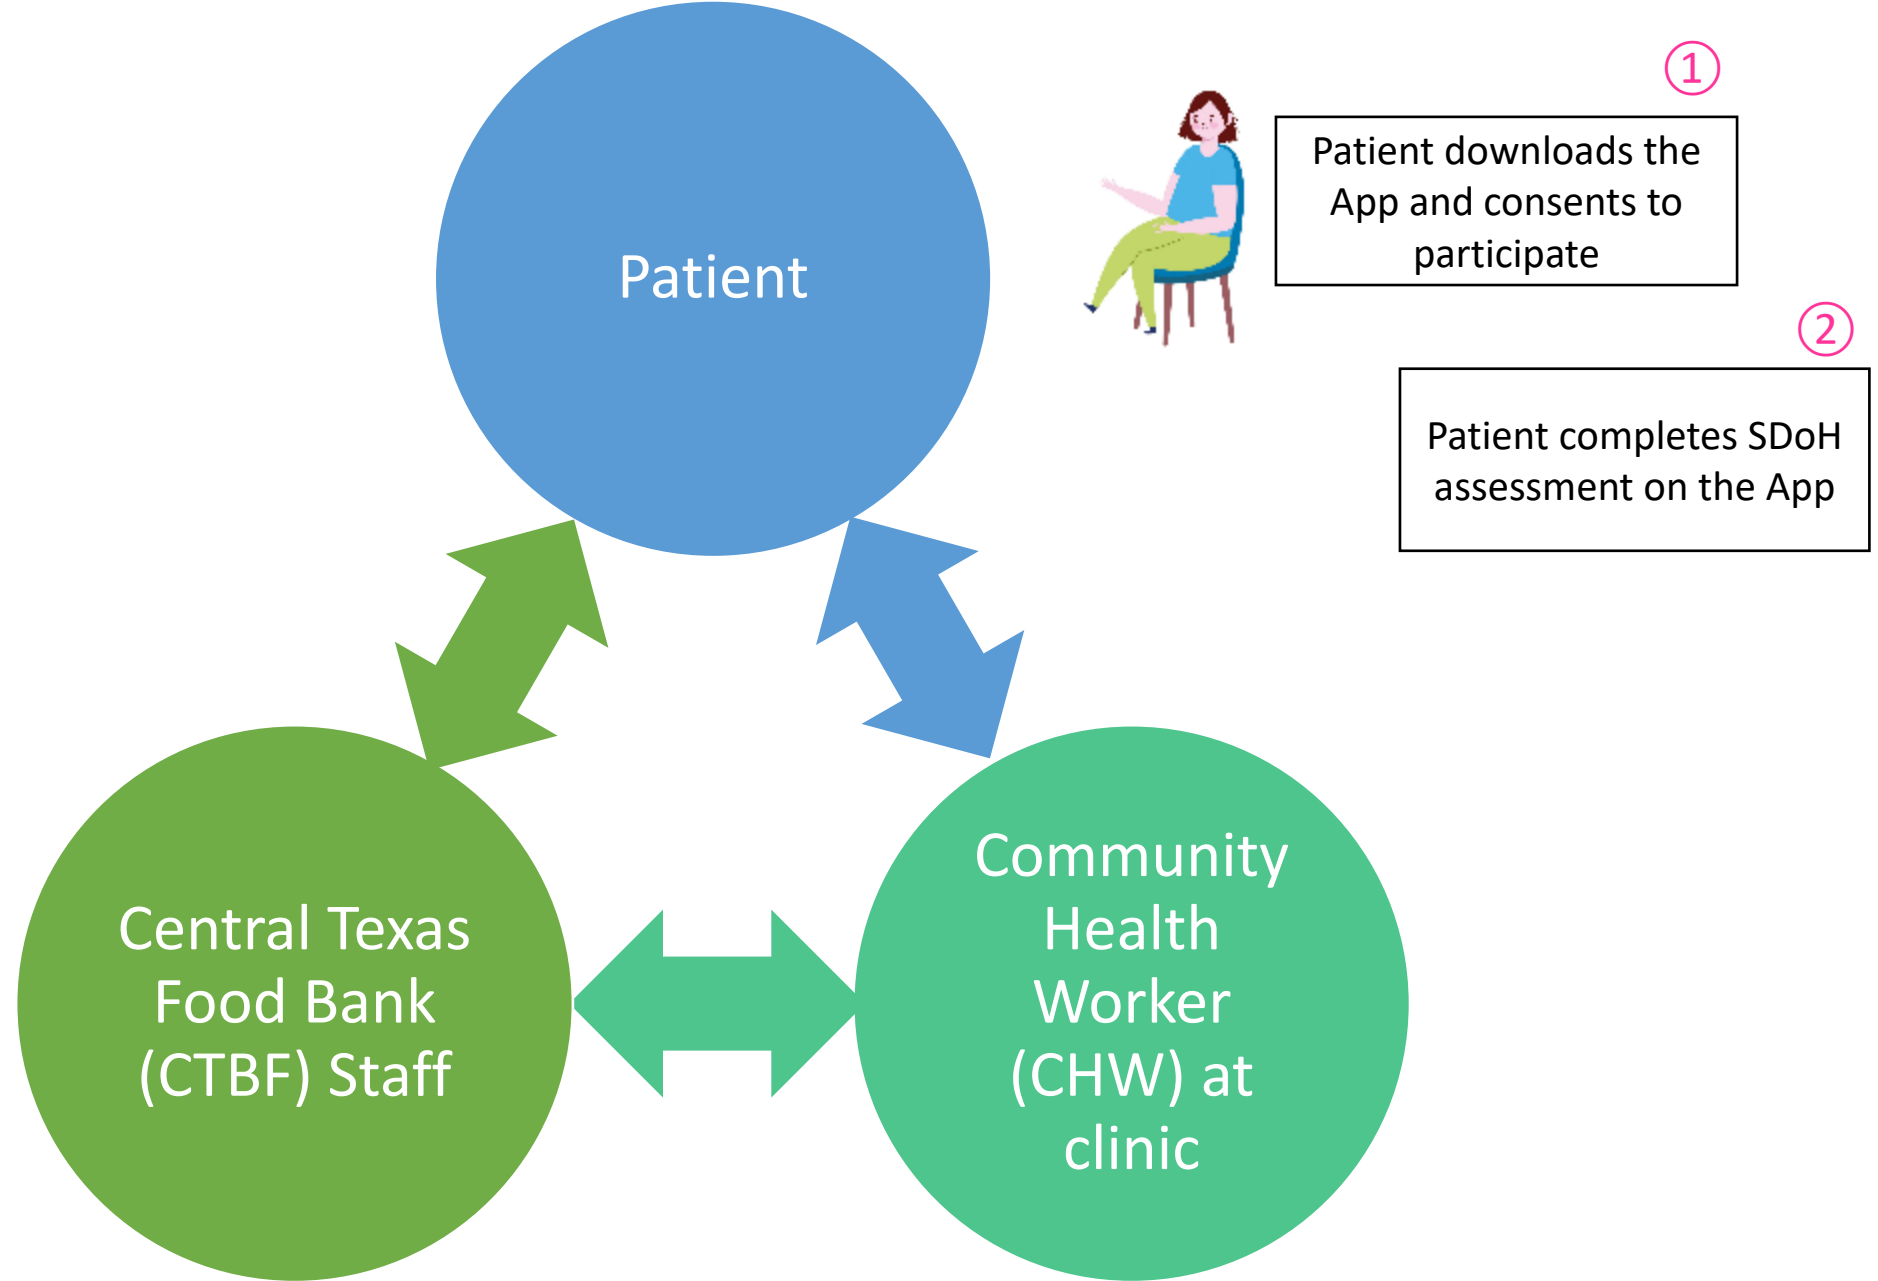 Patient
①
Patient downloads the
App and consents to
participate
②
Patient completes SDoH
assessment on the App
Central Texas
Food Bank
(CTBF) Staff
Community
Health
Worker
(CHW) at
clinic